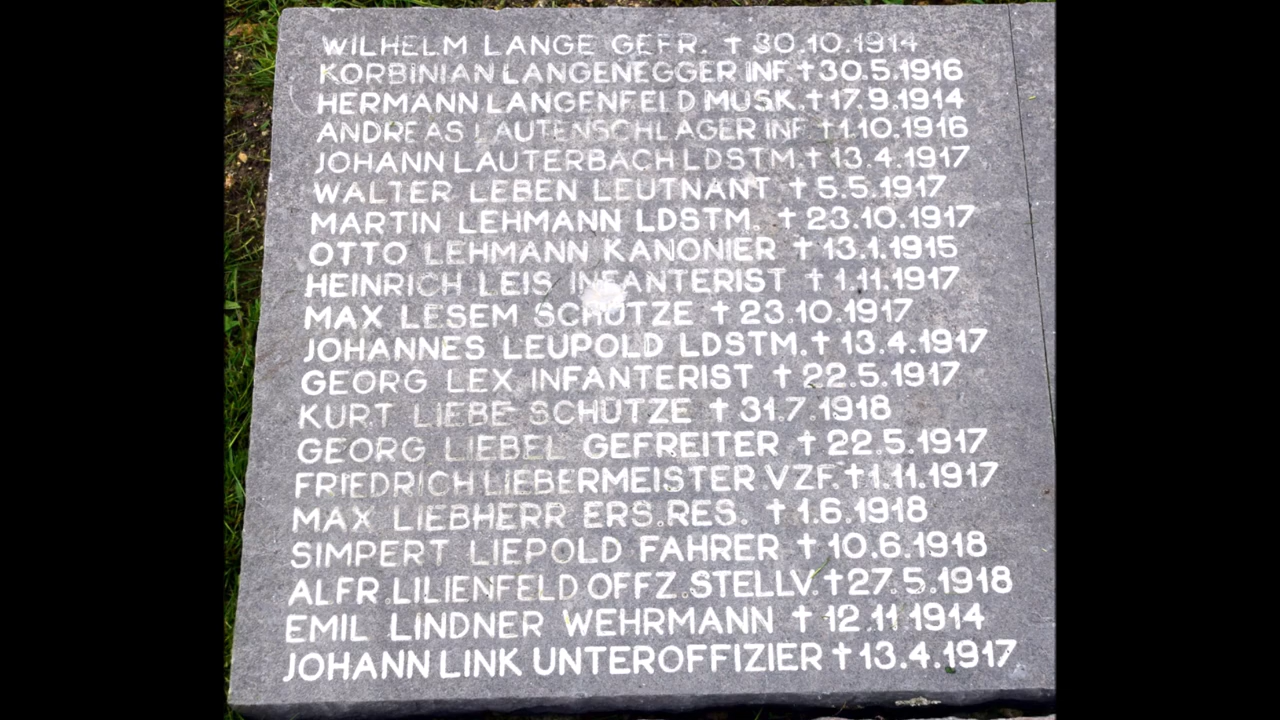 WILHELM LANGE GEFR. † 30.10.1914
KORBINIAN LANGENEGGER INF. † 30.5.1916
HERMANN LANGENFELD MUSK. † 17.9.1914
ANDREAS LAUTENSCHLAGER INF † 1.10.1916
JOHANN LAUTERBACH LDSTM. † 13.4.1917
WALTER LEBEN LEUTNANT † 5.5.1917
MARTIN LEHMANN LDSTM. † 23.10.1917
OTTO LEHMANN KANONIER † 13.1.1915
HEINRICH LEIS INFANTERIST † 1.11.1917
MAX LESEM SCHÜTZE † 23.10.1917
JOHANNES LEUPOLD LDSTM. † 13.4.1917
GEORG LEX INFANTERIST † 22.5.1917
KURT LIEBE SCHÜTZE † 31.7.1918
GEORG LIEBEL GEFREITER † 22.5.1917
FRIEDRICH LIEBERMEISTER VZF. † 1.11.1917
MAX LIEBHERR ERS.RES. † 1.6.1918
SIMPERT LIEPOLD FAHRER † 10.6.1918
ALFR. LILIENFELD OFFZ.STELLV. † 27.5.1918
EMIL LINDNER WEHRMANN † 12.11.1914
JOHANN LINK UNTEROFFIZIER † 13.4.1917